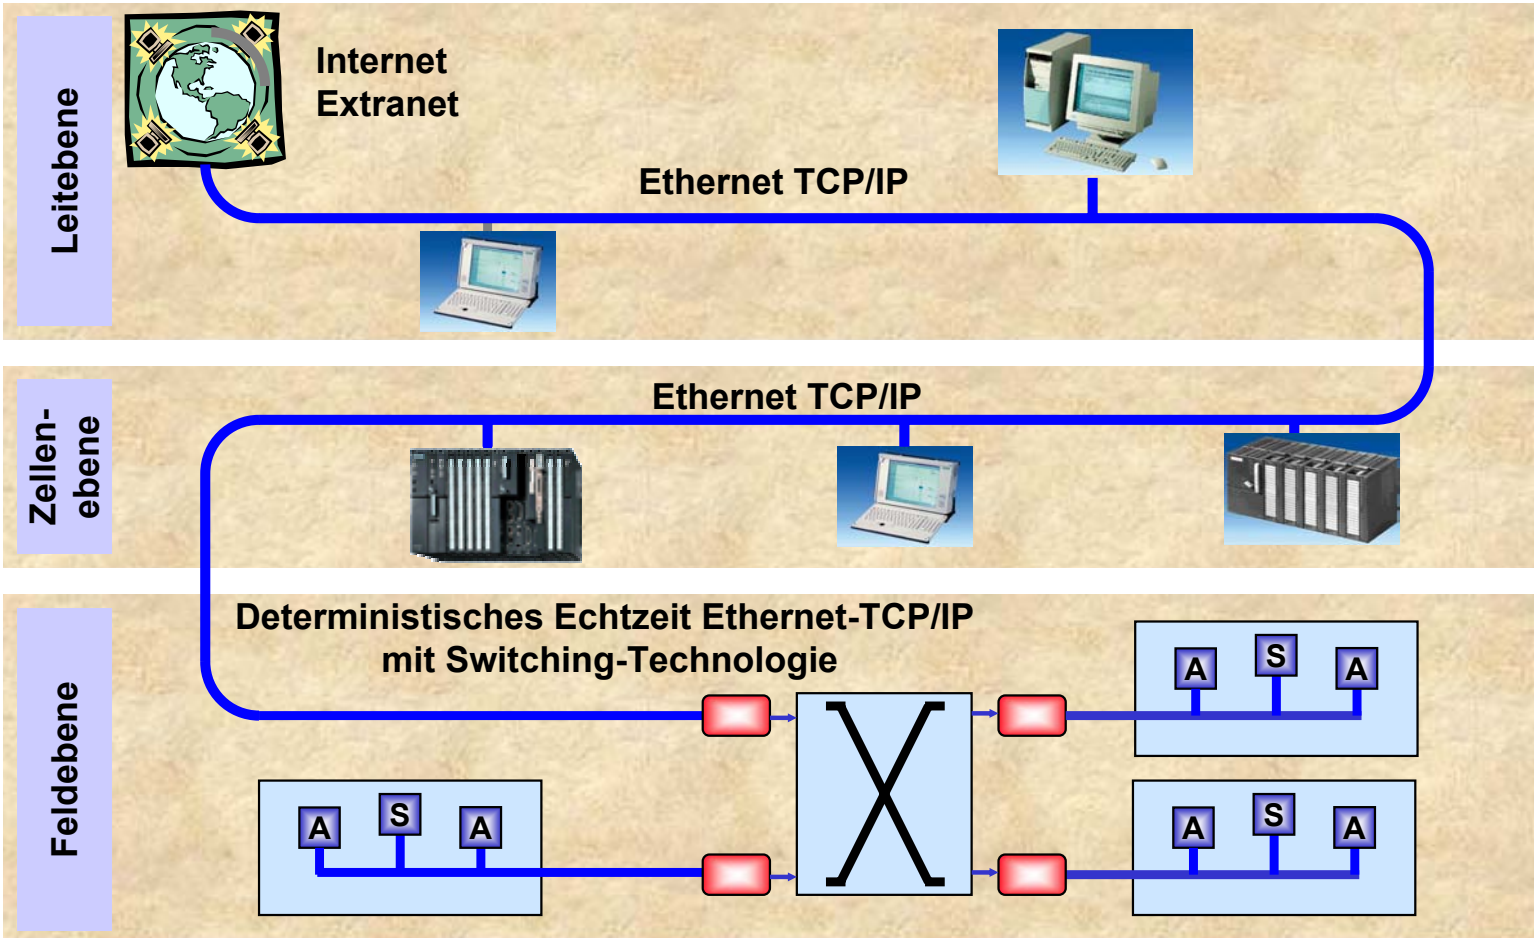 Leitebene
Internet
Extranet
Ethernet TCP/IP
Zellen-
ebene
Ethernet TCP/IP
Feldebene
Deterministisches Echtzeit Ethernet-TCP/IP
mit Switching-Technologie
A S A
A S A
A S A